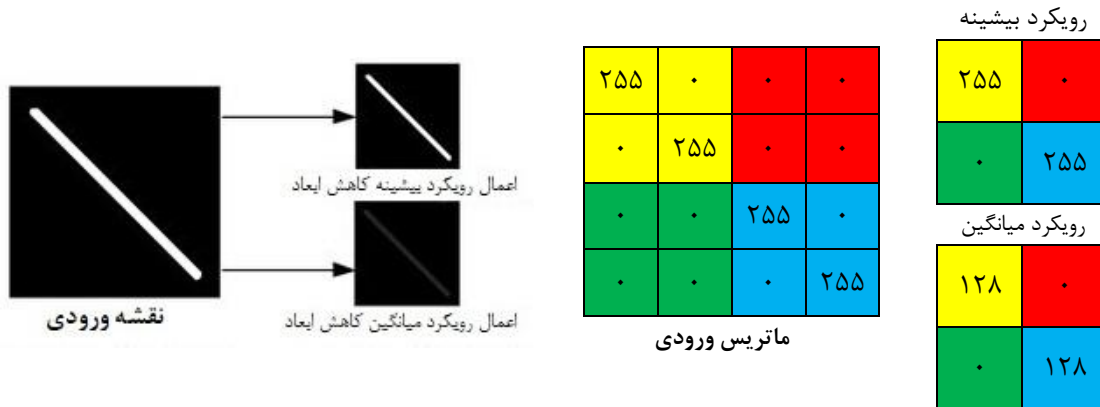 اعمال رویکرد بیشینه کاهش ابعاد
اعمال رویکرد میانگین کاهش ابعاد
نقشه ورودی
۲۵۵ ۰ ۰ ۰
۰ ۲۵۵ ۰ ۰
۰ ۰ ۲۵۵ ۰
۰ ۰ ۰ ۲۵۵
ماتریس ورودی
رویکرد بیشینه
۲۵۵ ۰
۰ ۲۵۵
رویکرد میانگین
۱۲۸ ۰
۰ ۱۲۸